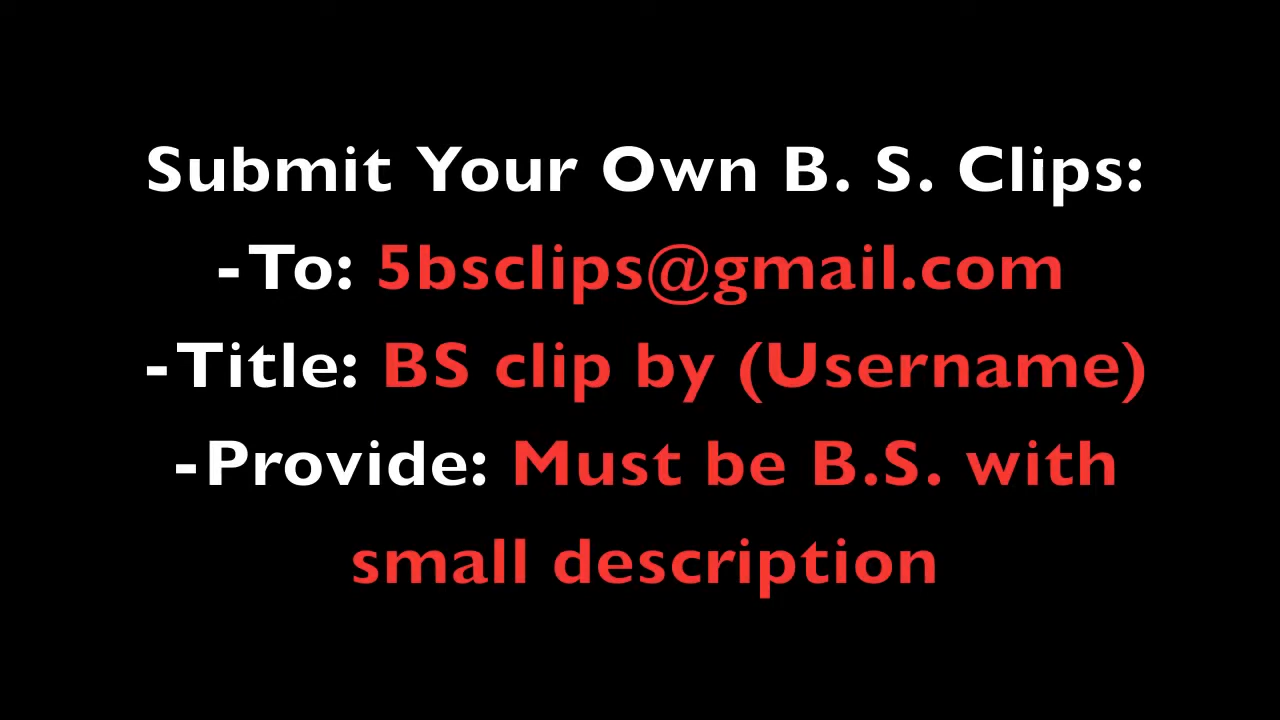 Submit Your Own B. S. Clips:
-To: 5bsclips@gmail.com
-Title: BS clip by (Username)
-Provide: Must be B.S. with
small description